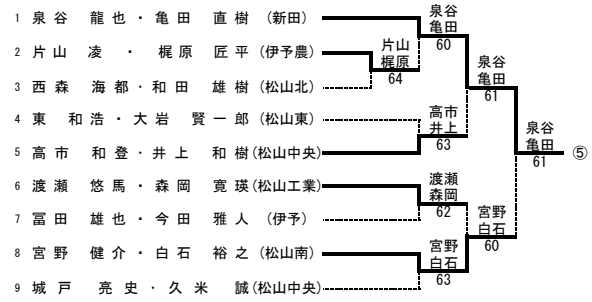 1 泉谷 龍也・亀田 直樹 (新田)
2 片山 凌 ・ 梶原 匠平 (伊予農)
3 西森 海都・和田 雄樹 (松山北)
4 東 和浩・大岩 賢一郎 (松山東)
5 高市 和登・井上 和樹 (松山中央)
6 渡瀬 悠馬・森岡 寛瑛 (松山工業)
7 冨田 雄也・今田 雅人 (伊予)
8 宮野 健介・白石 裕之 (松山南)
9 城戸 亮史・久米 誠 (松山中央)
片山
梶原
64
泉谷
亀田
60
高市
井上
63
渡瀬
森岡
62
宮野
白石
63
泉谷
亀田
61
宮野
白石
60
泉谷
亀田
61
⑤